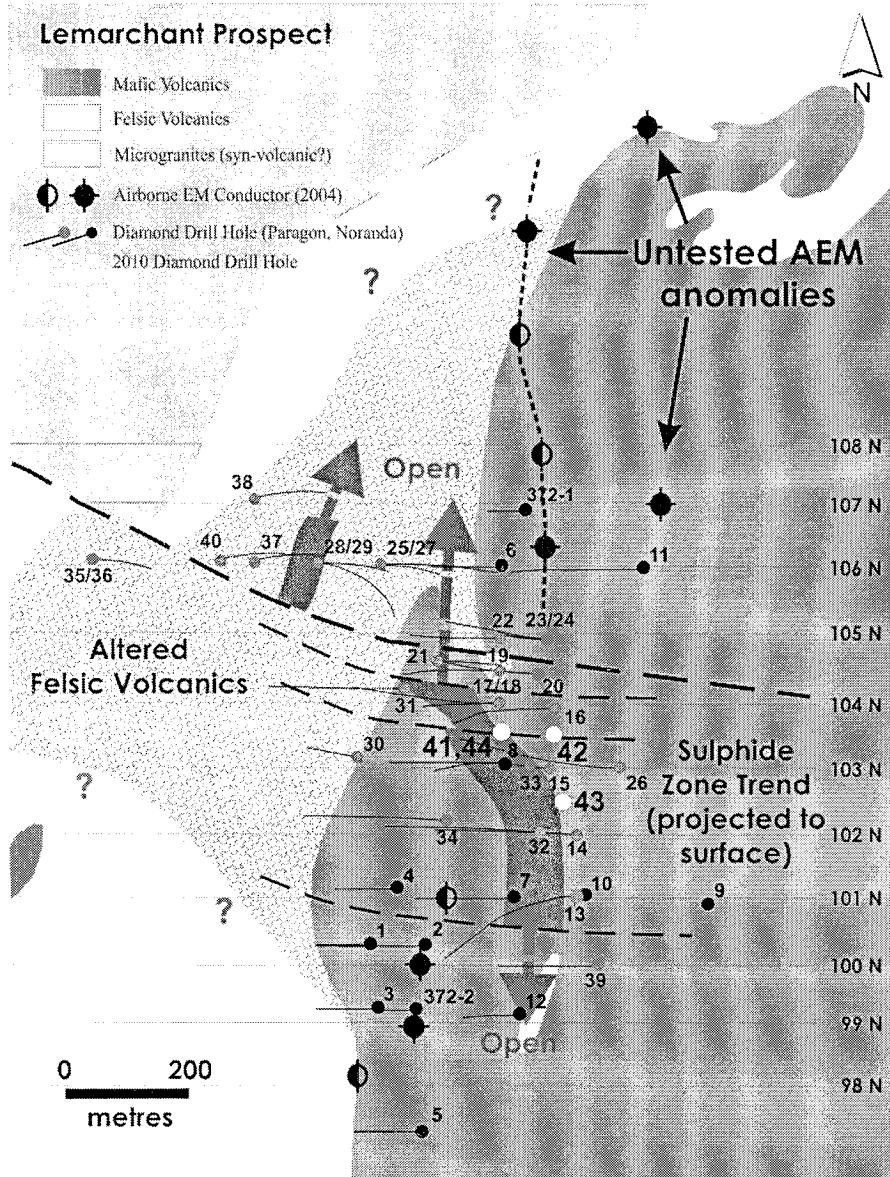 Lemarchant Prospect
Mafic Volcanics
Felsic Volcanics
Microgranites (syn-volcanic?)
Airborne EM Conductor (2004)
Diamond Drill Hole (Paragon, Noranda)
2010 Diamond Drill Hole
N
?
?
Untested AEM
anomalies
108 N
Open
38
372-1
107 N
40
37
28/29
25/27
6
11
106 N
35/36
22
23/24
105 N
21
19
Altered
Felsic Volcanics
17/18
20
104 N
31
16
41,44
42
30
8
Sulphide
Zone Trend
(projected to
surface)
103 N
33
15
26
?
43
34
32
14
102 N
4
7
10
9
101 N
13
?
1
2
100 N
39
3
372-2
12
99 N
Open
0
200
metres
98 N
5